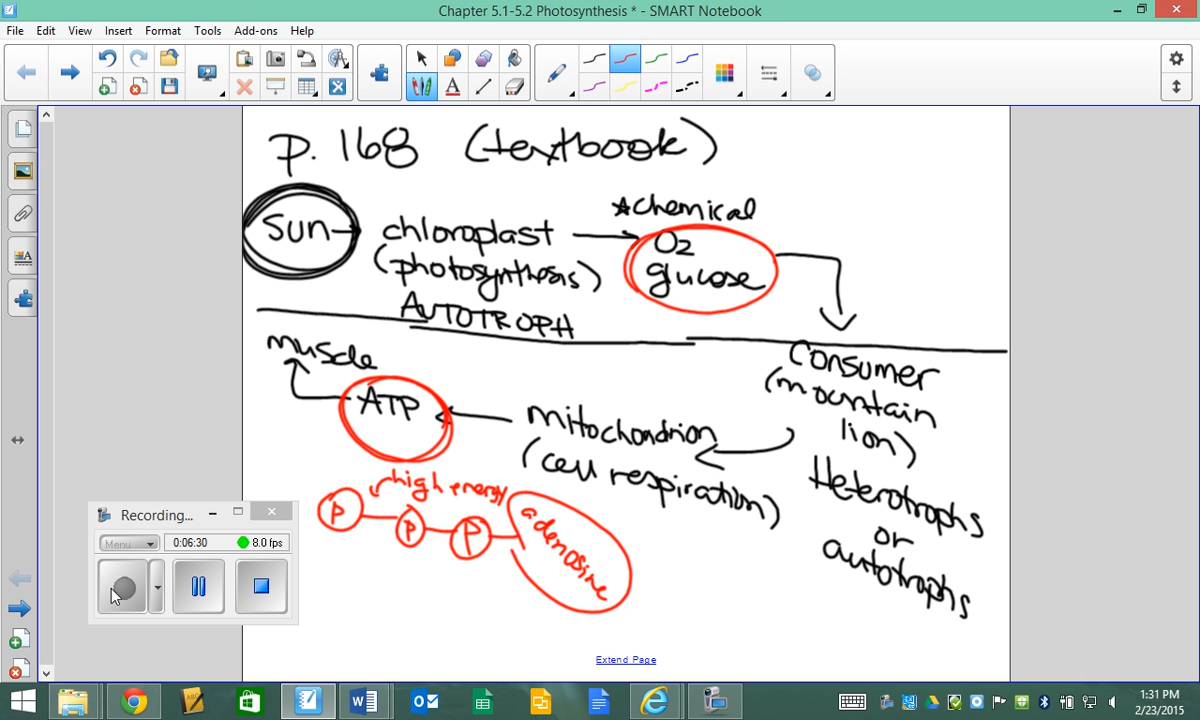 Chapter 5.1-5.2 Photosynthesis * - SMART Notebook
File Edit View Insert Format Tools Add-ons Help
p. 168 (textbook)
Sun
chloroplast
(photosynthesis)
AUTOTROPH
☆chemical
O2
glucose
Consumer
(mountain
lion)
Heterotrophs
or
autotrophs
mitochondrion
(cell respiration)
ATP
muscle
high energy
P P P adenosine
Recording...
Menu 0:06:30 8.0 fps
Extend Page
1:31 PM
2/23/2015